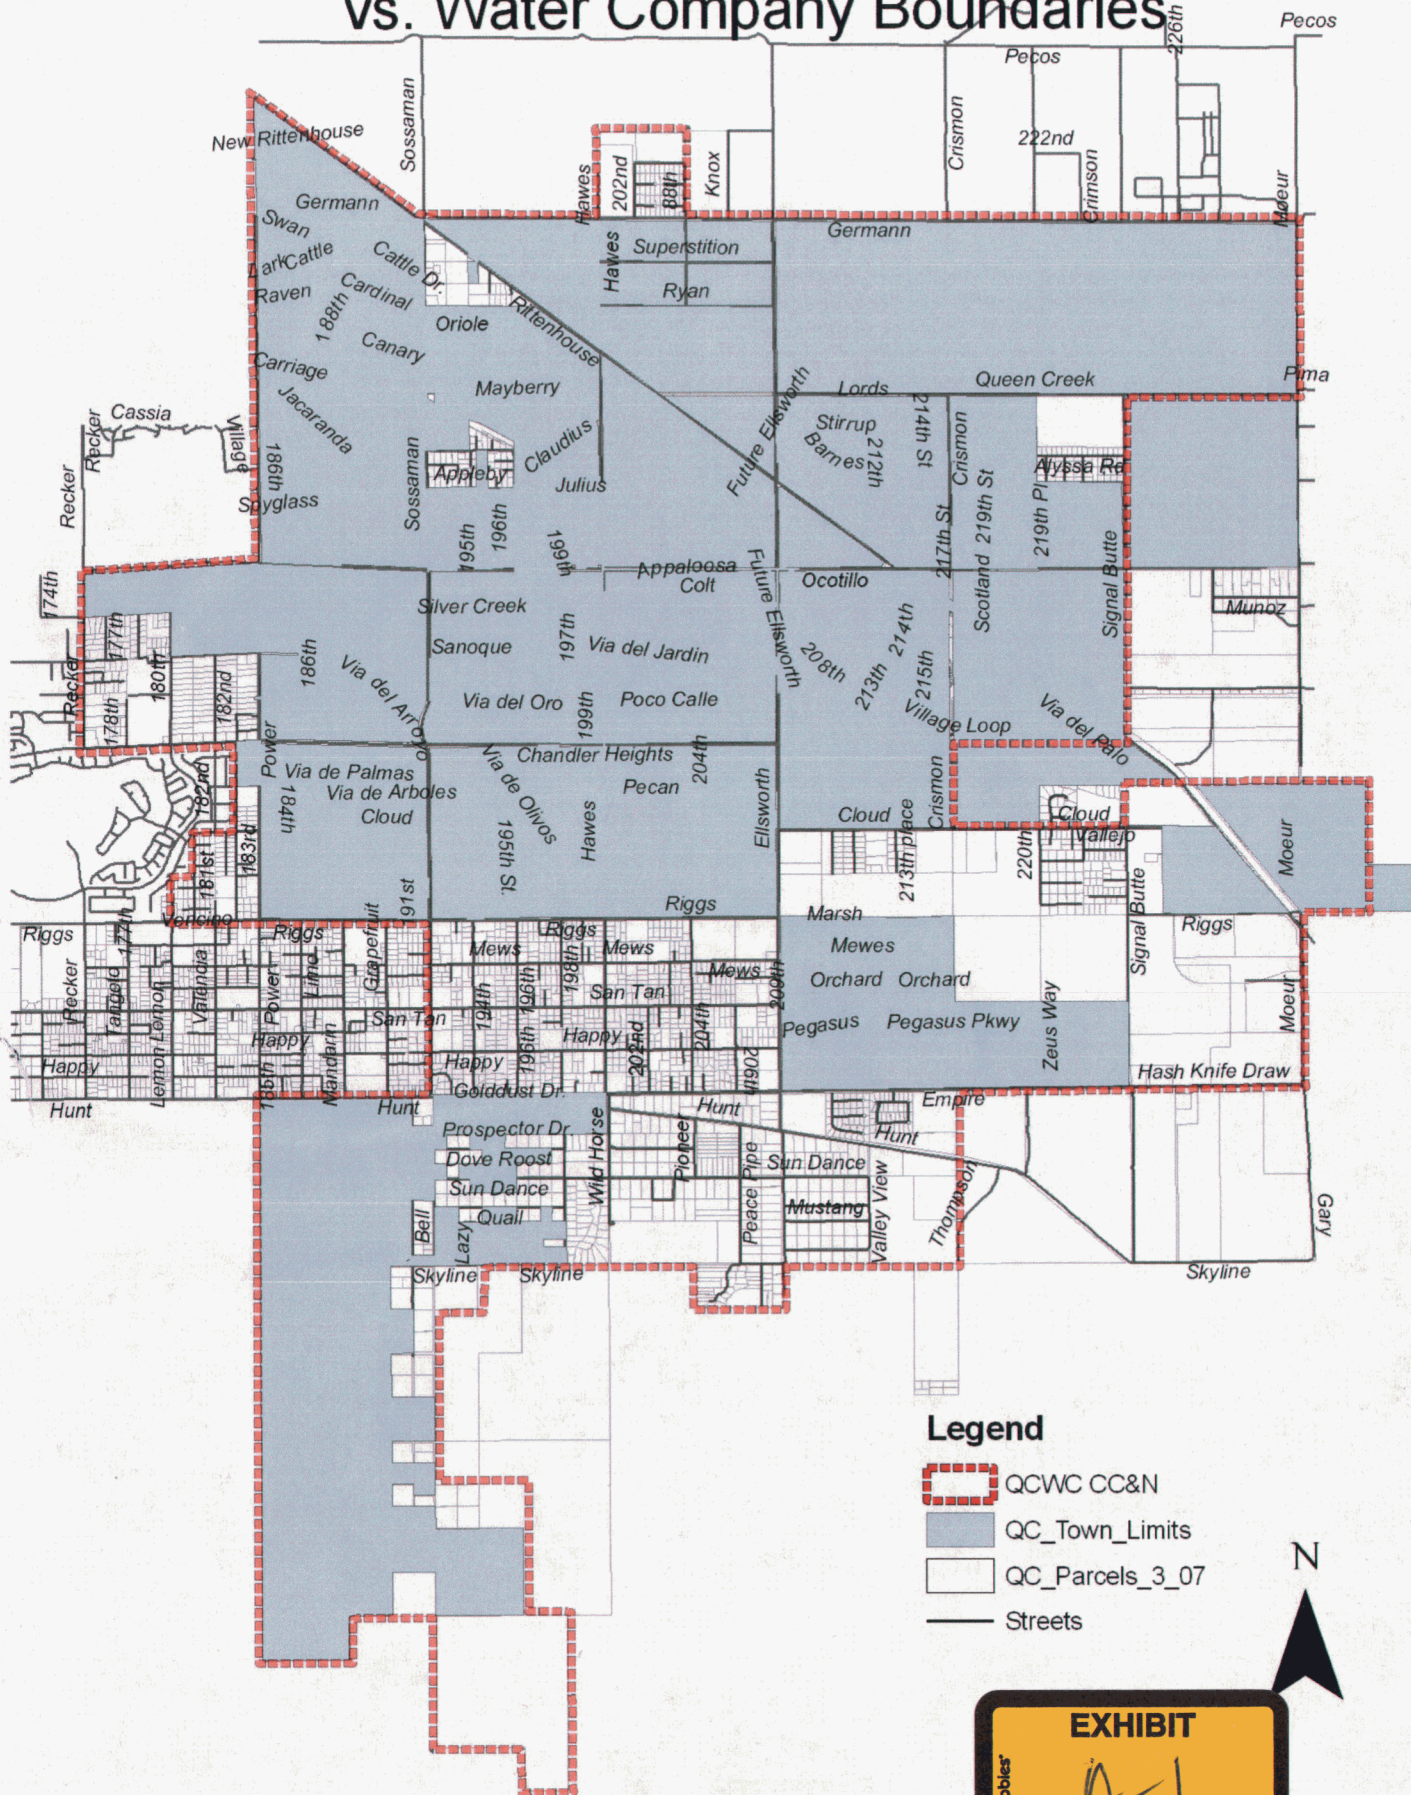 vs. Water Company Boundaries
226th
Pecos
Pecos
Sossaman
Crismon
222nd
Crimson
Moeur
New Rittenhouse
Hawes
202nd
88th
Knox
Germann
Swan
Lark
Cattle
Cattle Dr.
Raven
Cardinal
188th
Oriole
Canary
Rittenhouse
Hawes
Superstition
Ryan
Germann
Carriage
Jacaranda
Mayberry
Lords
Queen Creek
Pima
Cassia
Recker
Recker
Village
186th
Sossaman
Appleby
Claudius
Julius
Future Ellsworth
Stirrup
Barnes
212th
214th St
Crismon
Alyssa Rd
Spyglass
195th
196th
199th
217th St
219th St
219th Pl
174th
Appaloosa
Colt
Future Ellsworth
Ocotillo
Scotland
Signal Butte
Munoz
177th
180th
Silver Creek
Sanoque
197th
Via del Jardin
208th
213th
214th
215th
Recker
178th
182nd
186th
Via del Arroyo
Via del Oro
199th
Poco Calle
Village Loop
Via del Palo
Power
Chandler Heights
204th
Via de Palmas
Via de Arboles
Cloud
184th
Via de Olivos
Pecan
Hawes
Ellsworth
195th St.
182nd
183rd
181st
Cloud
213th place
Crismon
Cloud
Vallejo
220th
Moeur
191st
Grapefruit
Voncino
Riggs
Riggs
Marsh
Signal Butte
Riggs
Riggs
177th
Riggs
Mews
Riggs
Mews
Mews
Mewes
Recker
Tangelo
Lemon Lemon
Valencia
Power
Lime
San Tan
194th
196th
198th
San Tan
209th
Orchard
Orchard
Pegasus
Pegasus Pkwy
Zeus Way
Moeur
Happy
Happy
Mandarin
Happy
196th
Happy
202nd
204th
206th
Hash Knife Draw
Hunt
185th
Hunt
Golddust Dr.
Hunt
Empire
Hunt
Prospector Dr
Dove Roost
Sun Dance
Quail
Lazy
Bell
Wild Horse
Pioneer
Peace Pipe
Sun Dance
Mustang
Valley View
Thompson
Gary
Skyline
Skyline
Skyline
Legend
QCWC CC&N
QC_Town_Limits
QC_Parcels_3_07
Streets
N
EXHIBIT